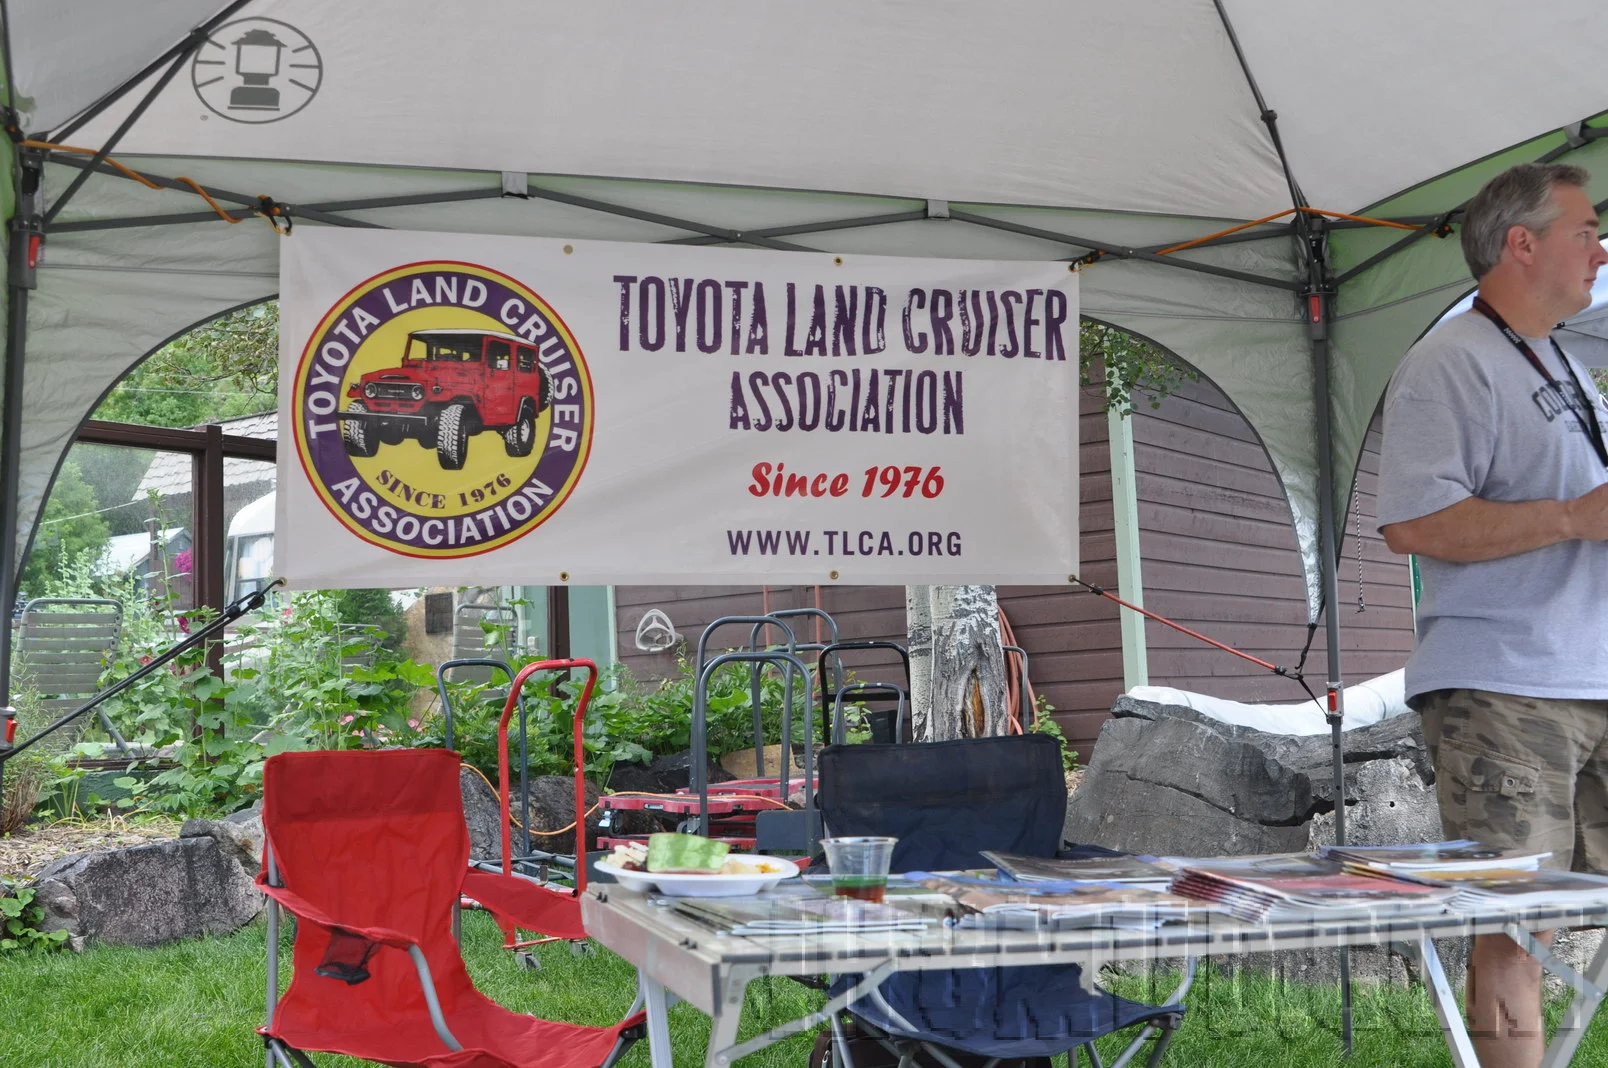 TOYOTA LAND CRUISER
ASSOCIATION
SINCE 1976
TOYOTA LAND CRUISER
ASSOCIATION
Since 1976
WWW.TLCA.ORG